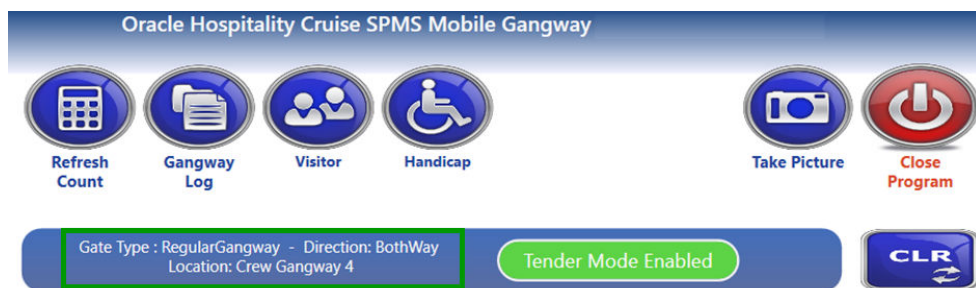 Oracle Hospitality Cruise SPMS Mobile Gangway
Refresh
Count
Gangway
Log
Visitor
Handicap
Take Picture
Close
Program
Gate Type : RegularGangway - Direction: BothWay
Location: Crew Gangway 4
Tender Mode Enabled
CLR